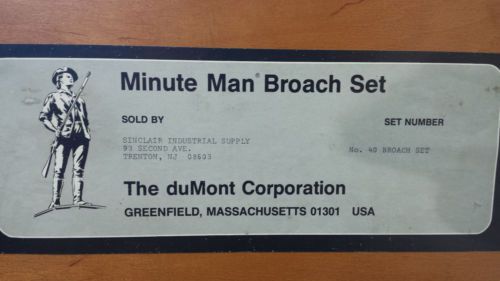 Minute Man® Broach Set
SOLD BY
SET NUMBER
SINCLAIR INDUSTRIAL SUPPLY
93 SECOND AVE.
TRENTON, NJ 08603
No. 40 BROACH SET
The duMont Corporation
GREENFIELD, MASSACHUSETTS 01301 USA